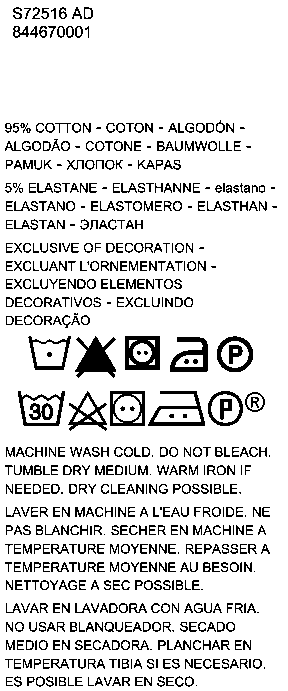 S72516 AD
844670001
95% COTTON - COTON - ALGODÓN -
ALGODÃO - COTONE - BAUMWOLLE -
PAMUK - ХЛОПОК - KAPAS
5% ELASTANE - ELASTHANNE - elastano -
ELASTANO - ELASTOMERO - ELASTHAN -
ELASTAN - ЭЛАСТАН
EXCLUSIVE OF DECORATION -
EXCLUANT L'ORNEMENTATION -
EXCLUYENDO ELEMENTOS
DECORATIVOS - EXCLUINDO
DECORAÇÃO
P
30 P ®
MACHINE WASH COLD. DO NOT BLEACH.
TUMBLE DRY MEDIUM. WARM IRON IF
NEEDED. DRY CLEANING POSSIBLE.
LAVER EN MACHINE A L'EAU FROIDE. NE
PAS BLANCHIR. SECHER EN MACHINE A
TEMPERATURE MOYENNE. REPASSER A
TEMPERATURE MOYENNE AU BESOIN.
NETTOYAGE A SEC POSSIBLE.
LAVAR EN LAVADORA CON AGUA FRIA.
NO USAR BLANQUEADOR. SECADO
MEDIO EN SECADORA. PLANCHAR EN
TEMPERATURA TIBIA SI ES NECESARIO.
ES POSIBLE LAVAR EN SECO.